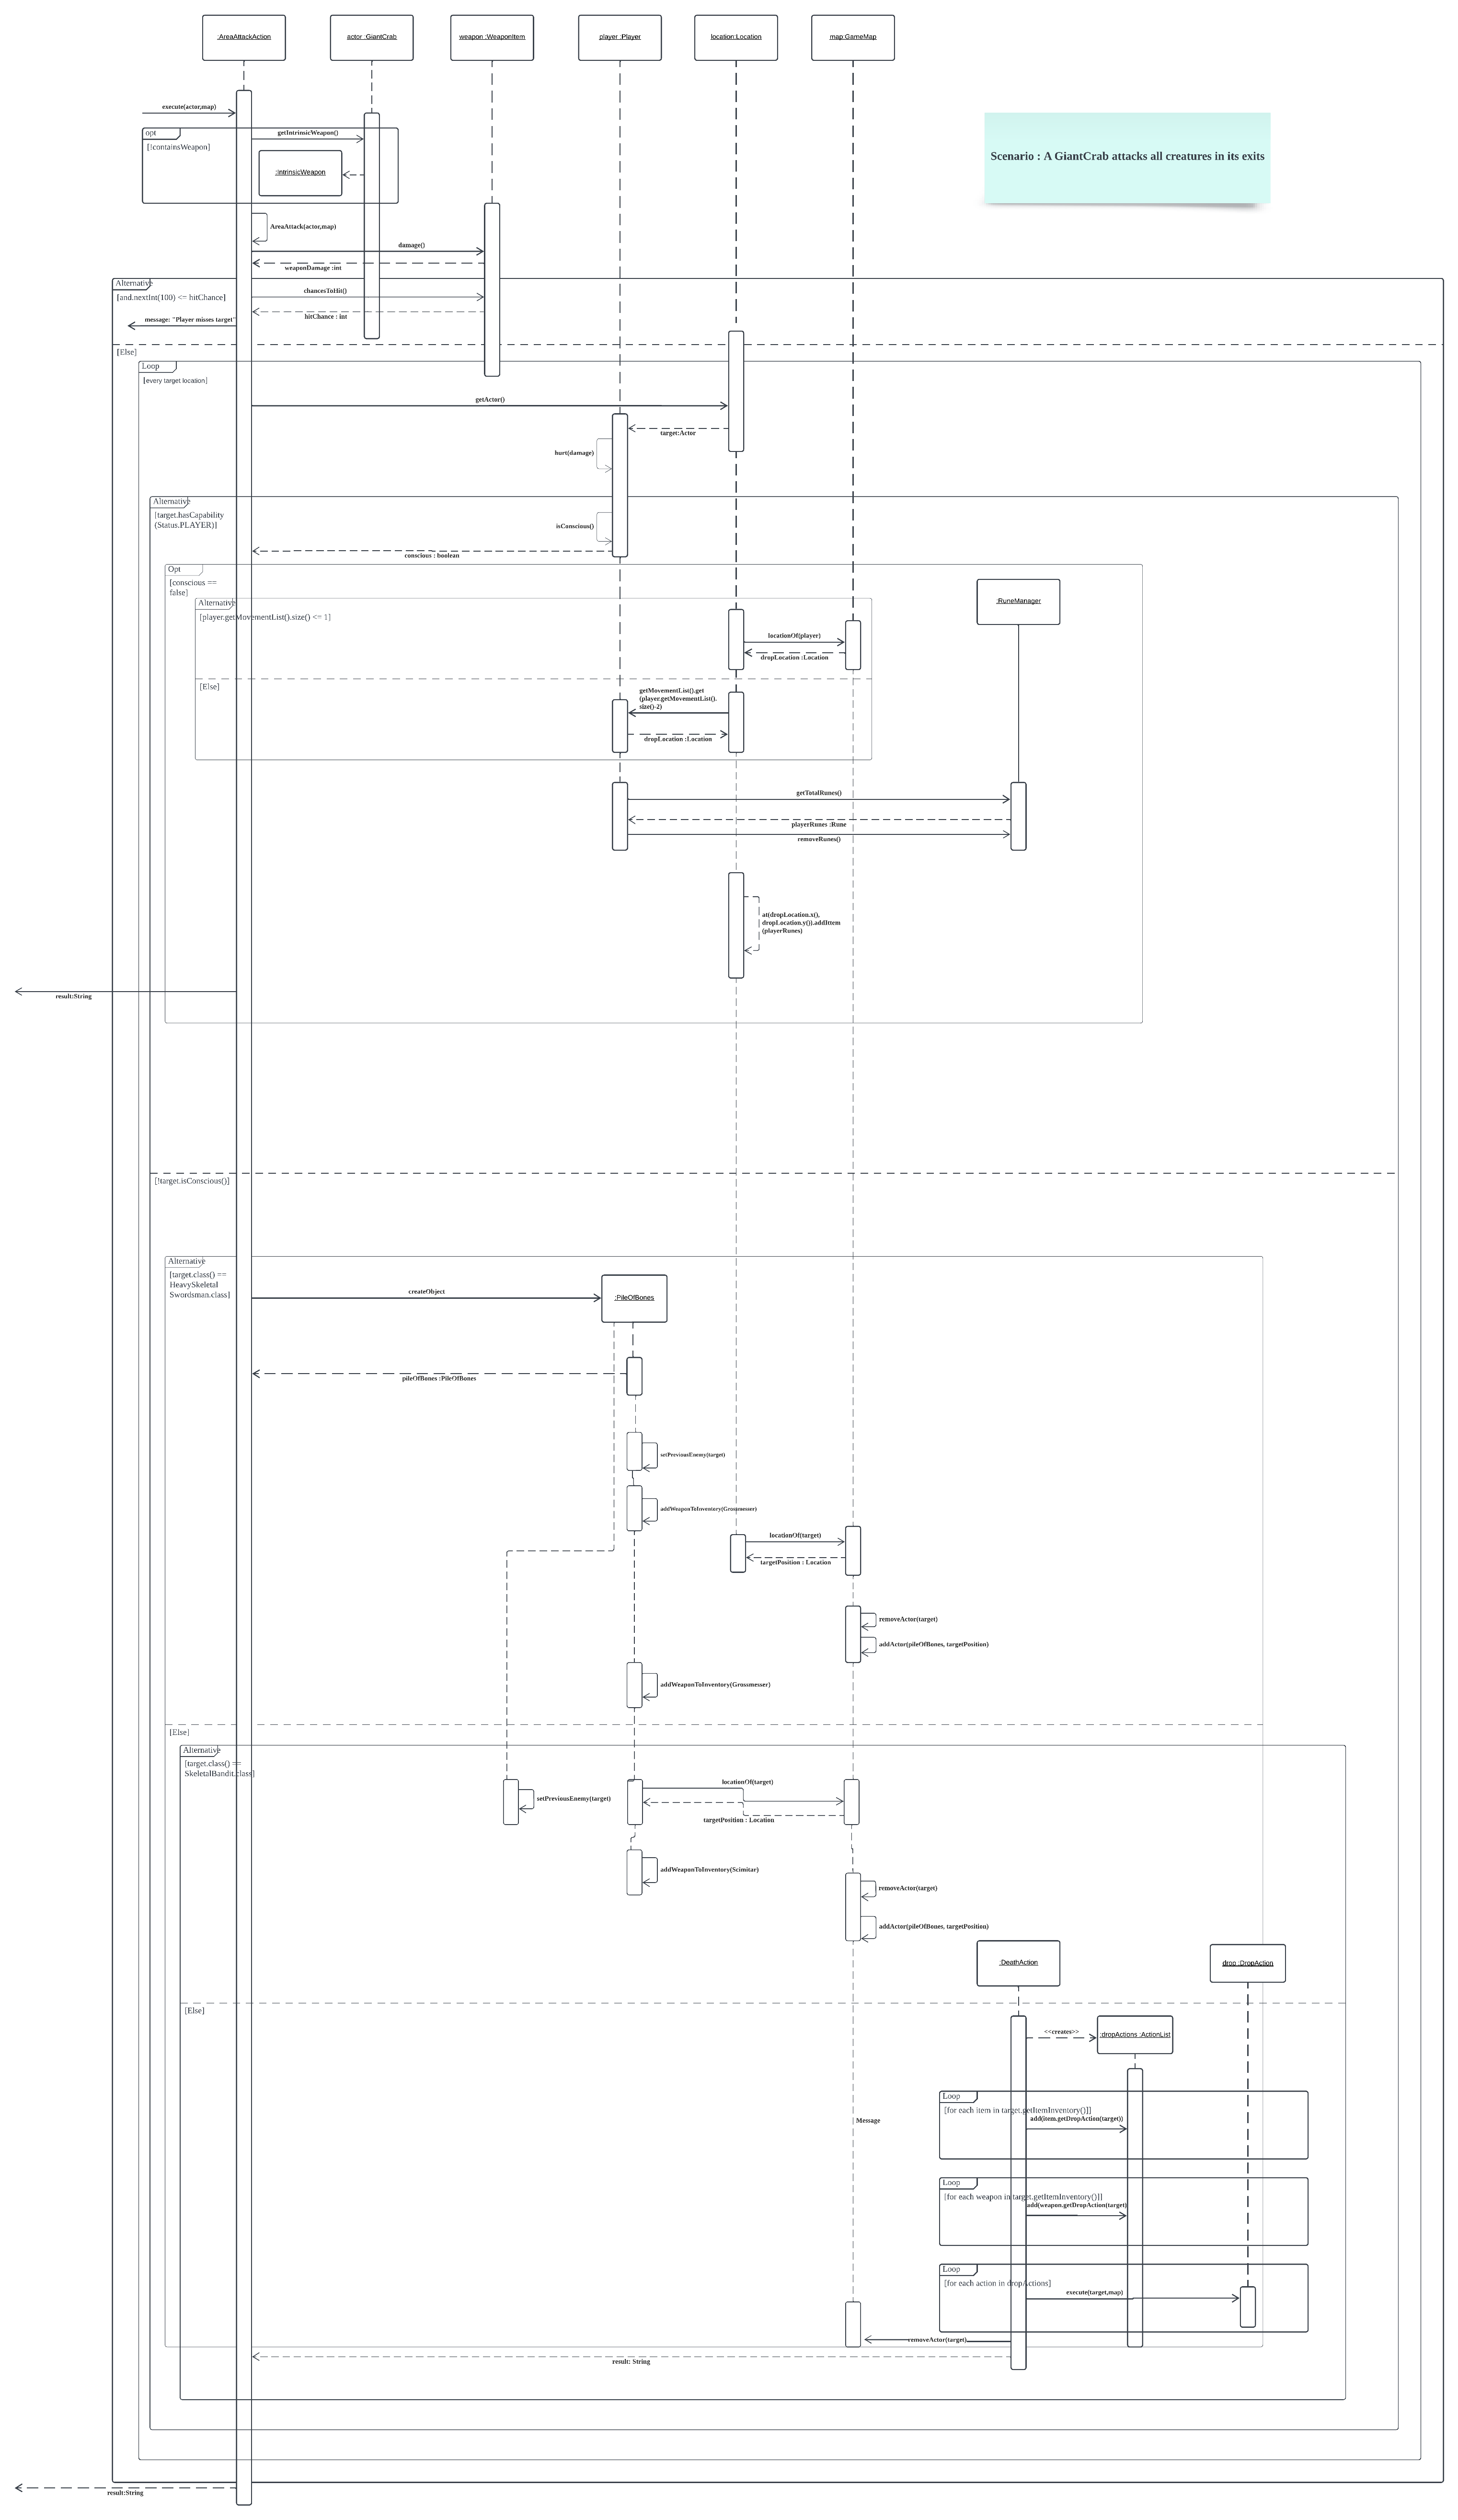 :AreaAttackAction
actor :GiantCrab
weapon :WeaponItem
player :Player
location:Location
map:GameMap
execute(actor,map)
Scenario : A GiantCrab attacks all creatures in its exits
opt
[!containsWeapon]
getIntrinsicWeapon()
:IntrinsicWeapon
AreaAttack(actor,map)
damage()
weaponDamage :int
Alternative
[and.nextInt(100) <= hitChance]
chancesToHit()
hitChance : int
message: "Player misses target"
[Else]
Loop
[every target location]
getActor()
target:Actor
hurt(damage)
Alternative
[target.hasCapability
(Status.PLAYER)]
isConscious()
conscious : boolean
Opt
[conscious ==
false]
:RuneManager
Alternative
[player.getMovementList().size() <= 1]
locationOf(player)
dropLocation :Location
[Else]
getMovementList().get
(player.getMovementList().
size()-2)
dropLocation :Location
getTotalRunes()
playerRunes :Rune
removeRunes()
at(dropLocation.x(),
dropLocation.y()).addIttem
(playerRunes)
result:String
[!target.isConscious()]
Alternative
[target.class() ==
HeavySkeletal
Swordsman.class]
createObject
:PileOfBones
pileOfBones :PileOfBones
setPreviousEnemy(target)
addWeaponToInventory(Grossmesser)
locationOf(target)
targetPosition : Location
removeActor(target)
addActor(pileOfBones, targetPosition)
addWeaponToInventory(Grossmesser)
[Else]
Alternative
[target.class() ==
SkeletalBandit.class]
locationOf(target)
setPreviousEnemy(target)
targetPosition : Location
addWeaponToInventory(Scimitar)
removeActor(target)
addActor(pileOfBones, targetPosition)
:DeathAction
drop :DropAction
[Else]
<<creates>>
:dropActions :ActionList
Loop
[for each item in target.getItemInventory()]]
add(item.getDropAction(target))
Message
Loop
[for each weapon in target.getItemInventory()]]
add(weapon.getDropAction(target)
Loop
[for each action in dropActions]
execute(target,map)
removeActor(target)
result: String
result:String